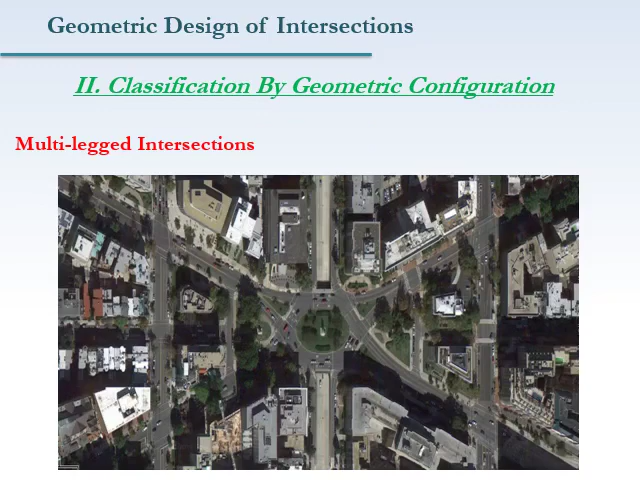 Geometric Design of Intersections
II. Classification By Geometric Configuration
Multi-legged Intersections